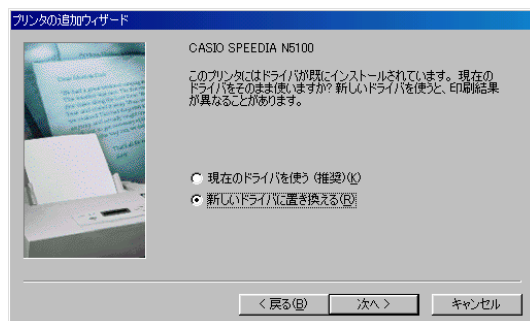 プリンタの追加ウィザード
CASIO SPEEDIA N5100
このプリンタにはドライバが既にインストールされています。現在の
ドライバをそのまま使いますか? 新しいドライバを使うと、印刷結果
が異なることがあります。
現在のドライバを使う (推奨)(K)
新しいドライバに置き換える(R)
< 戻る(B)
次へ >
キャンセル